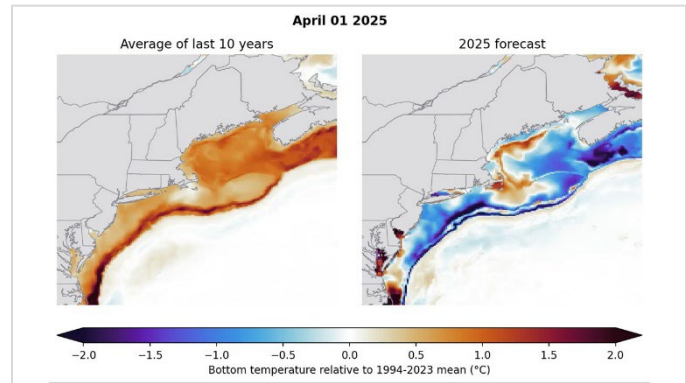 April 01 2025
Average of last 10 years
2025 forecast
−2.0 −1.5 −1.0 −0.5 0.0 0.5 1.0 1.5 2.0
Bottom temperature relative to 1994-2023 mean (°C)